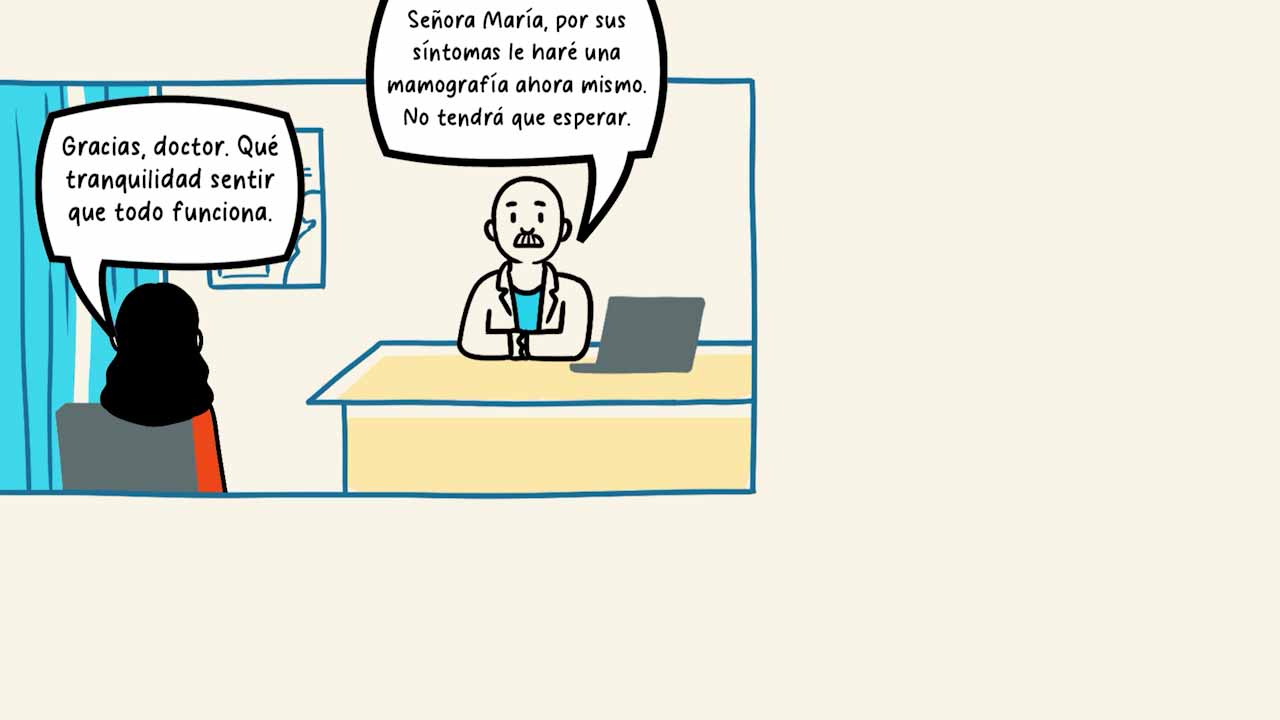 Señora María, por sus
síntomas le haré una
mamografía ahora mismo.
No tendrá que esperar.
Gracias, doctor. Qué
tranquilidad sentir
que todo funciona.